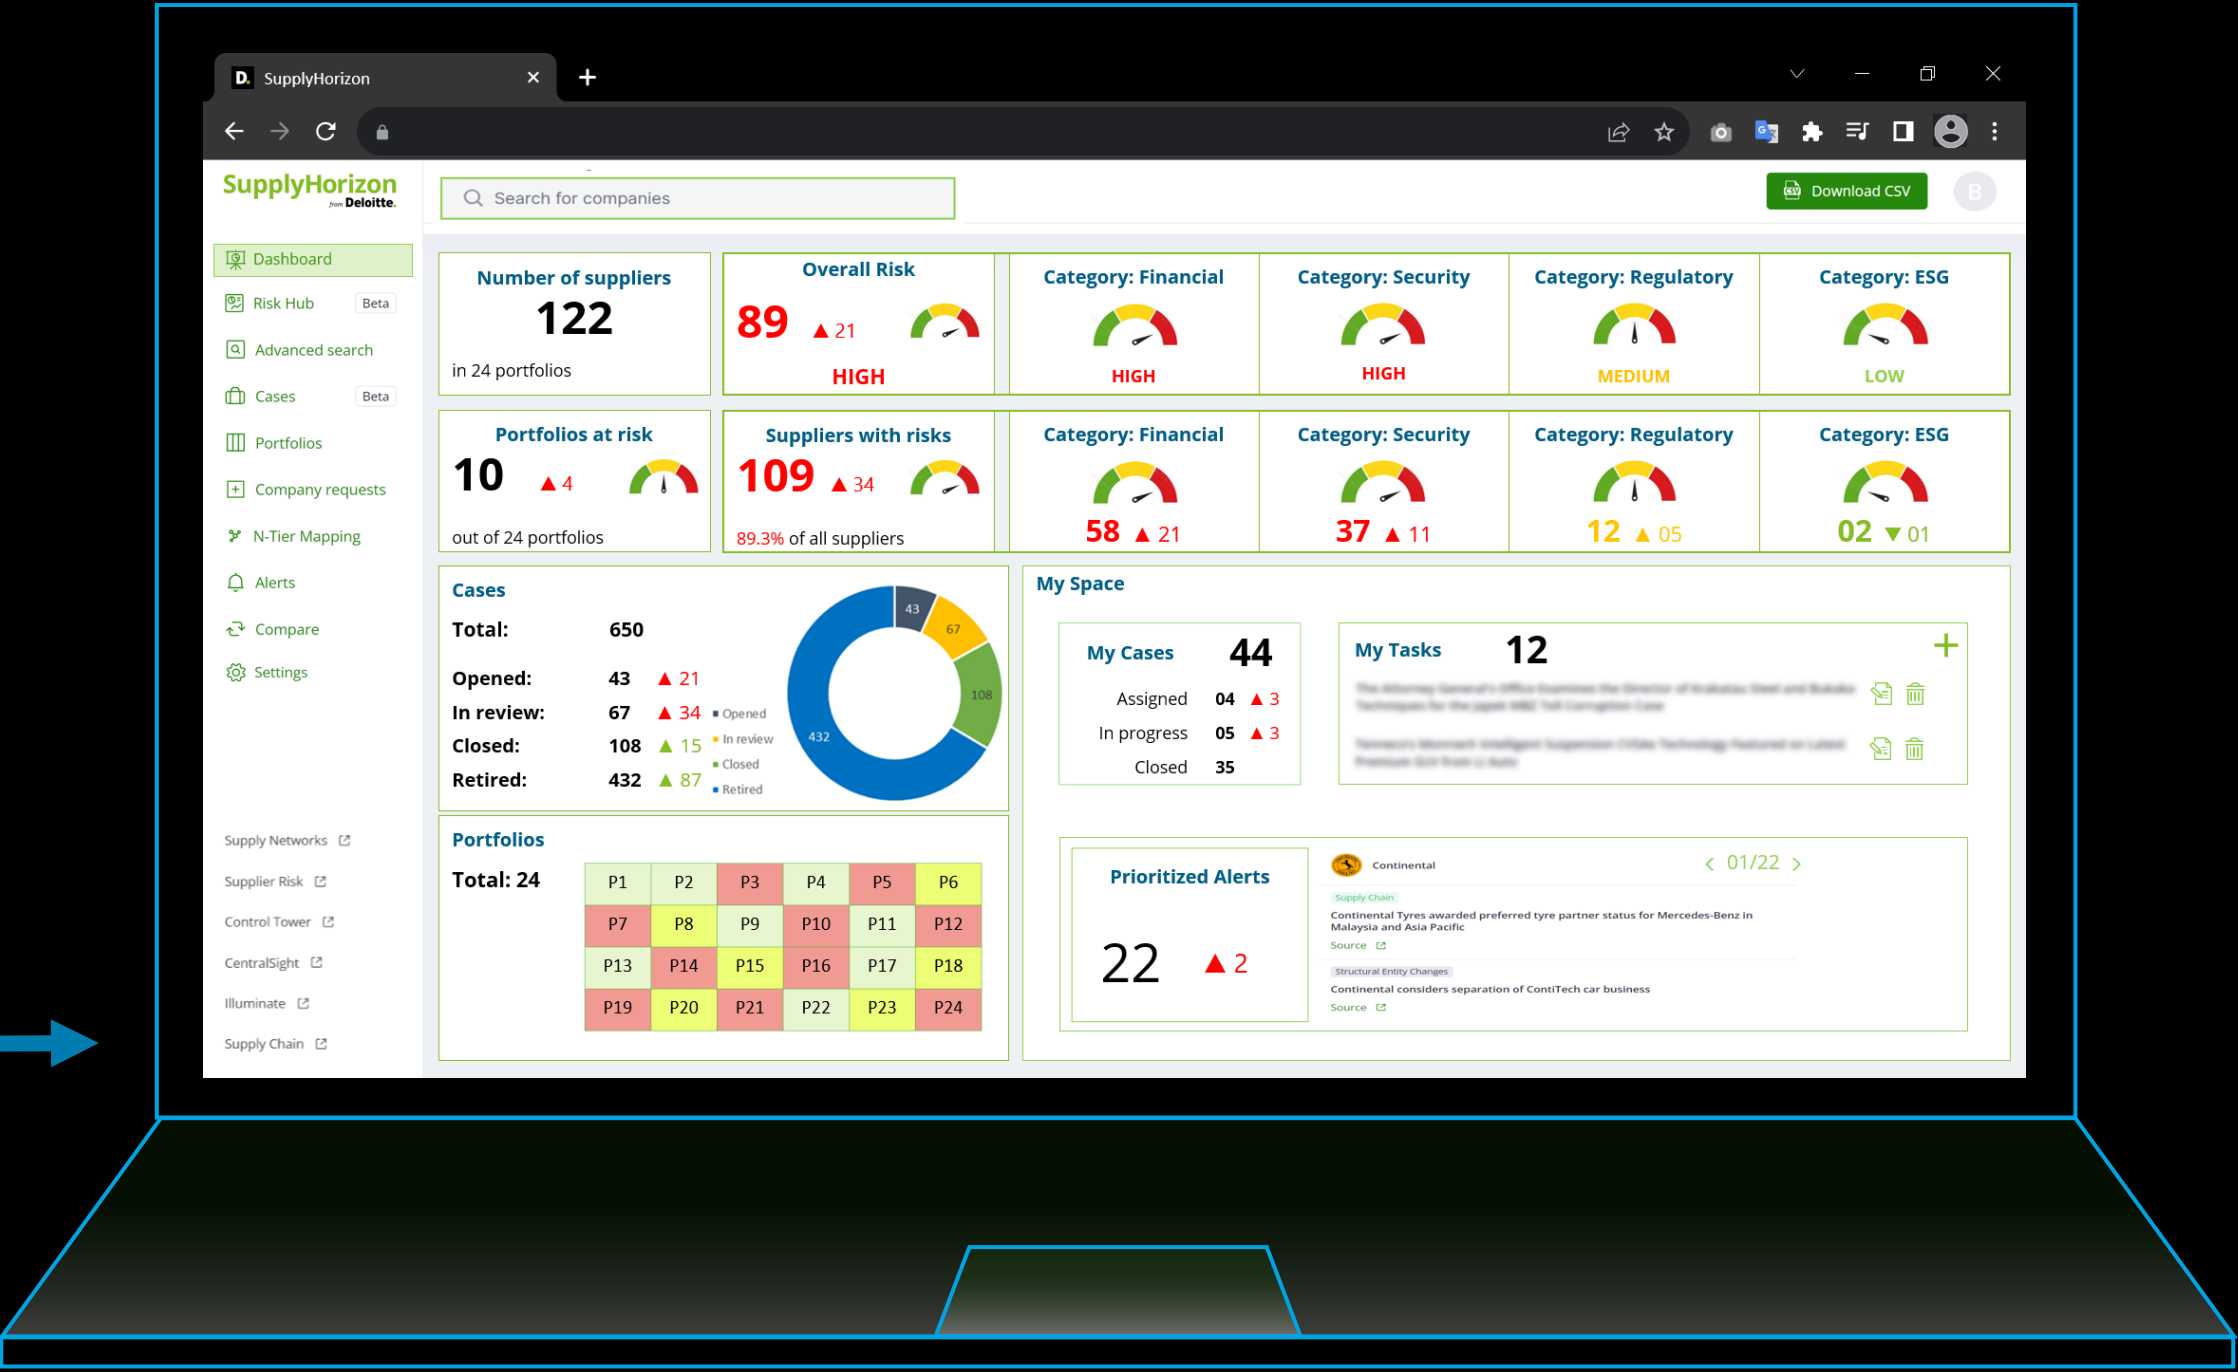 D. SupplyHorizon
SupplyHorizon
from Deloitte.
Search for companies
CSV Download CSV
B
Dashboard
Risk Hub Beta
Advanced search
Cases Beta
Portfolios
Company requests
N-Tier Mapping
Alerts
Compare
Settings
Supply Networks
Supplier Risk
Control Tower
CentralSight
Illuminate
Supply Chain
Number of suppliers
122
in 24 portfolios
Overall Risk
89 ▲ 21
HIGH
Category: Financial
HIGH
Category: Security
HIGH
Category: Regulatory
MEDIUM
Category: ESG
LOW
Portfolios at risk
10 ▲ 4
out of 24 portfolios
Suppliers with risks
109 ▲ 34
89.3% of all suppliers
Category: Financial
58 ▲ 21
Category: Security
37 ▲ 11
Category: Regulatory
12 ▲ 05
Category: ESG
02 ▼ 01
Cases
Total: 650
Opened: 43 ▲ 21
In review: 67 ▲ 34
Closed: 108 ▲ 15
Retired: 432 ▲ 87
Opened
In review
Closed
Retired
43
67
108
432
Portfolios
Total: 24
P1 P2 P3 P4 P5 P6
P7 P8 P9 P10 P11 P12
P13 P14 P15 P16 P17 P18
P19 P20 P21 P22 P23 P24
My Space
My Cases 44
Assigned 04 ▲ 3
In progress 05 ▲ 3
Closed 35
My Tasks 12
Prioritized Alerts
22 ▲ 2
Continental
< 01/22 >
Supply Chain
Continental Tyres awarded preferred tyre partner status for Mercedes-Benz in
Malaysia and Asia Pacific
Source
Structural Entity Changes
Continental considers separation of ContiTech car business
Source